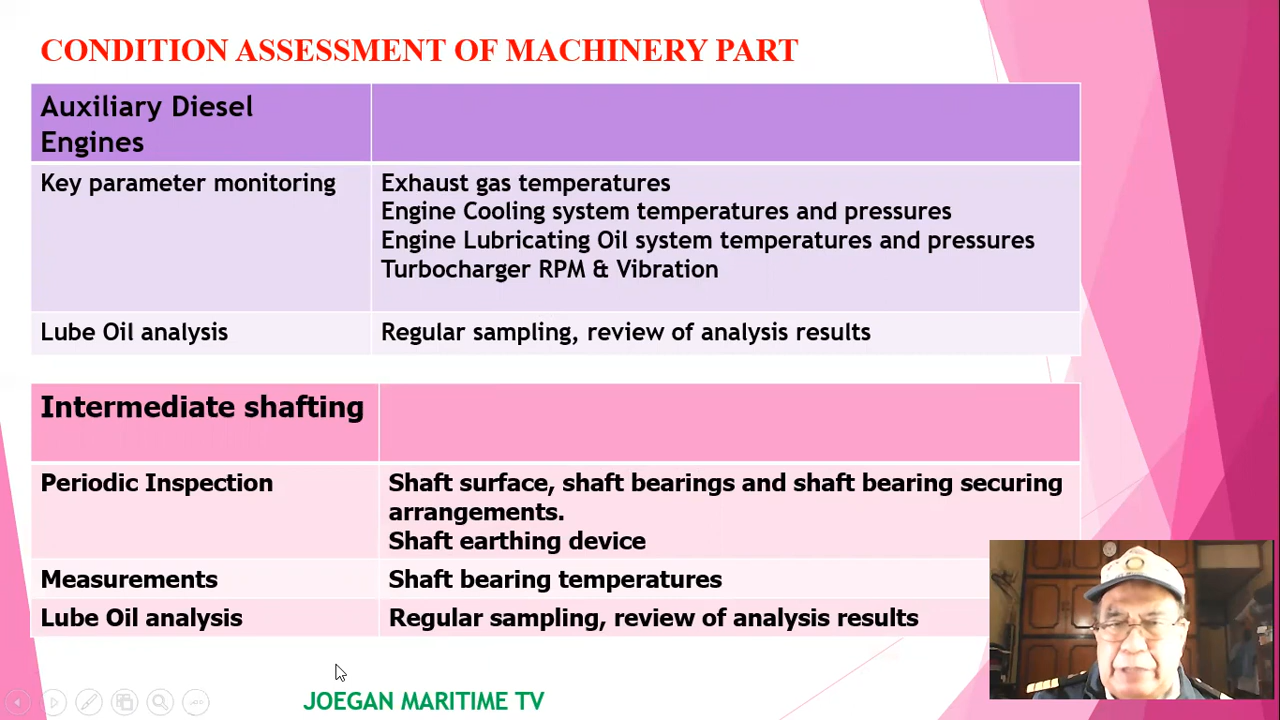 CONDITION ASSESSMENT OF MACHINERY PART
Auxiliary Diesel
Engines
Key parameter monitoring
Exhaust gas temperatures
Engine Cooling system temperatures and pressures
Engine Lubricating Oil system temperatures and pressures
Turbocharger RPM & Vibration
Lube Oil analysis
Regular sampling, review of analysis results
Intermediate shafting
Periodic Inspection
Shaft surface, shaft bearings and shaft bearing securing
arrangements.
Shaft earthing device
Measurements
Shaft bearing temperatures
Lube Oil analysis
Regular sampling, review of analysis results
JOEGAN MARITIME TV